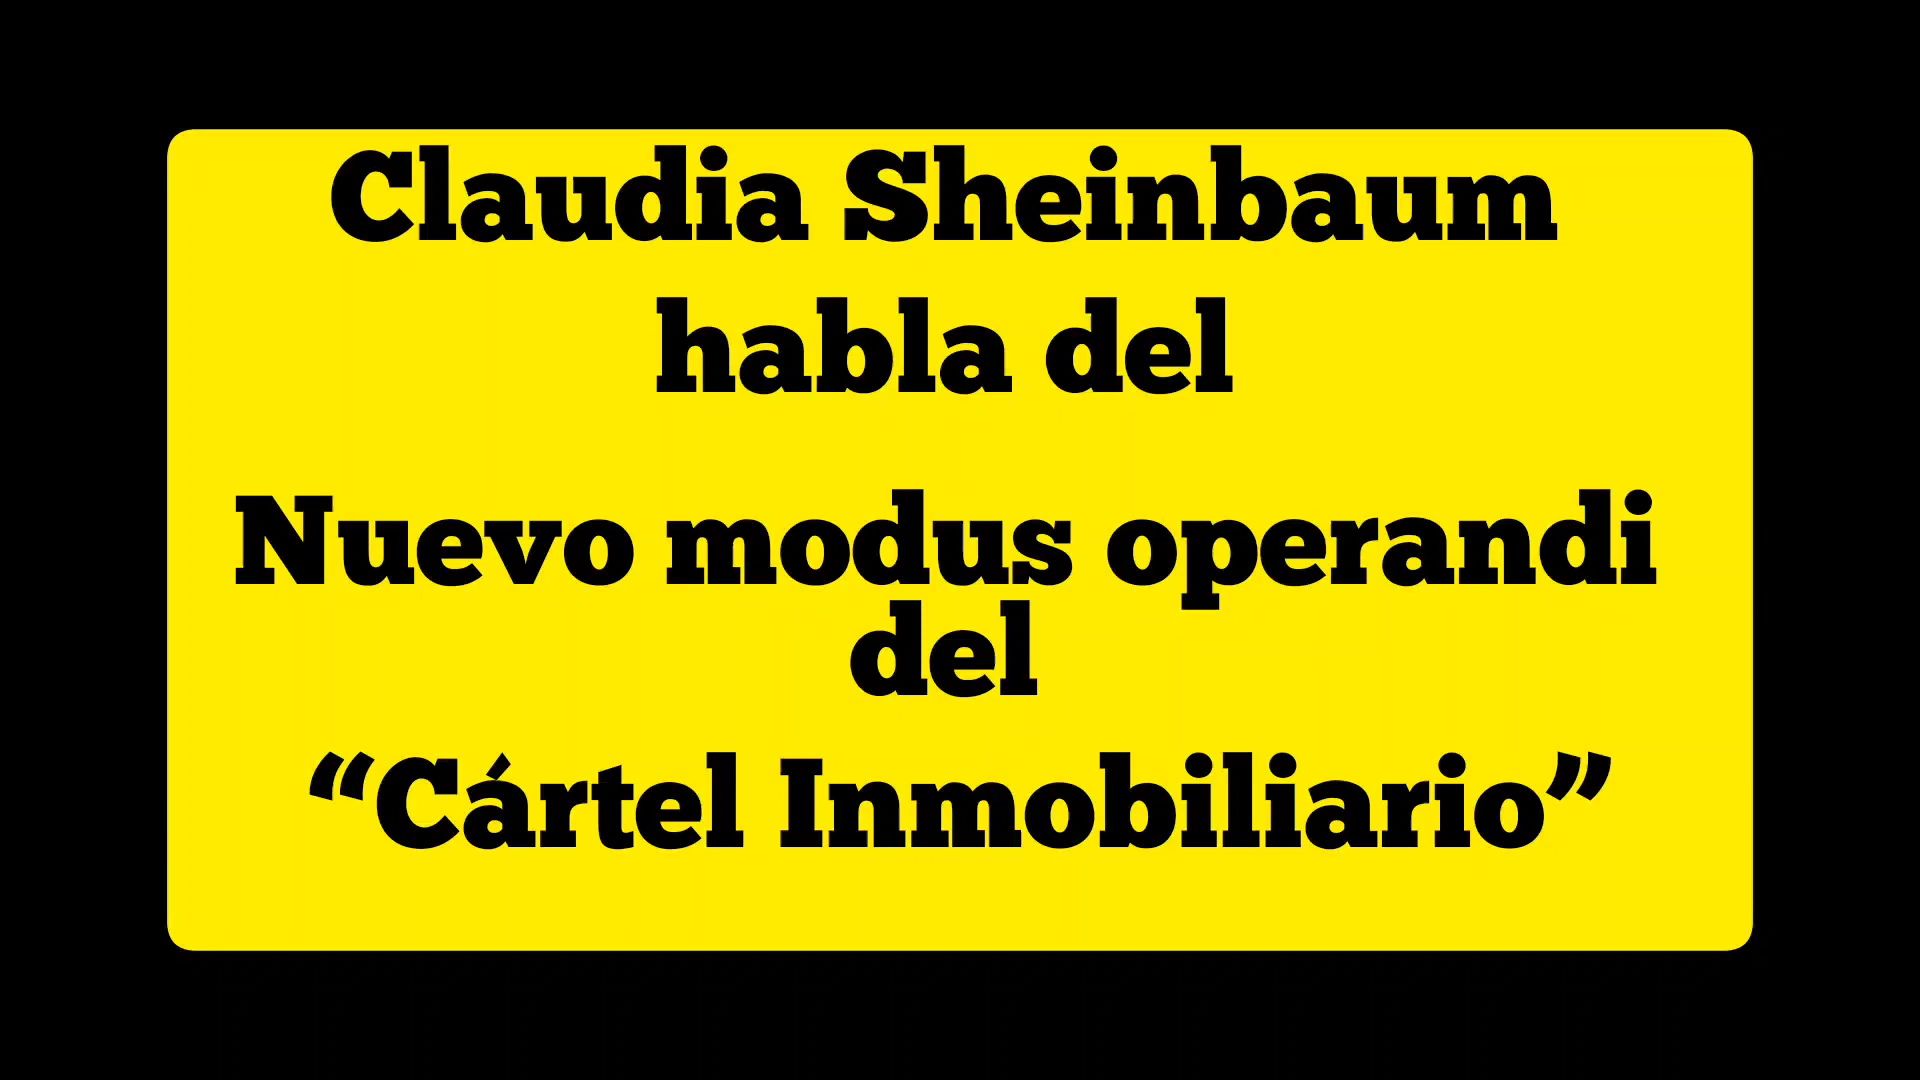 Claudia Sheinbaum
habla del
Nuevo modus operandi
del
“Cártel Inmobiliario”